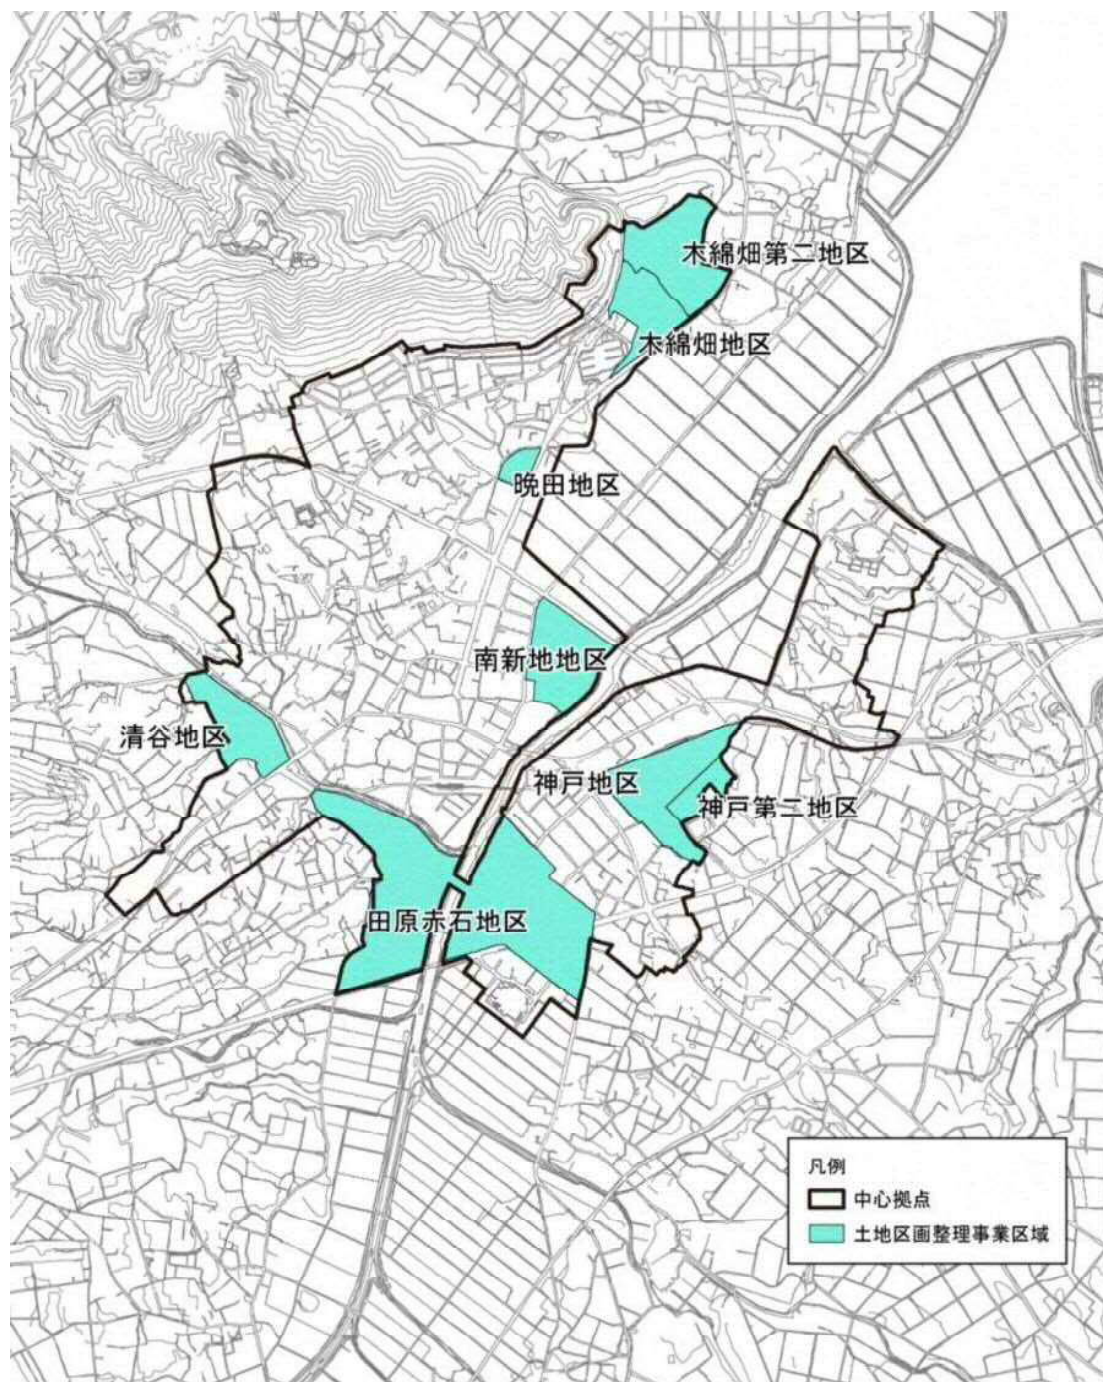 木綿畑第二地区
木綿畑地区
晩田地区
南新地地区
清谷地区
神戸地区
神戸第二地区
田原赤石地区
凡例
中心拠点
土地区画整理事業区域